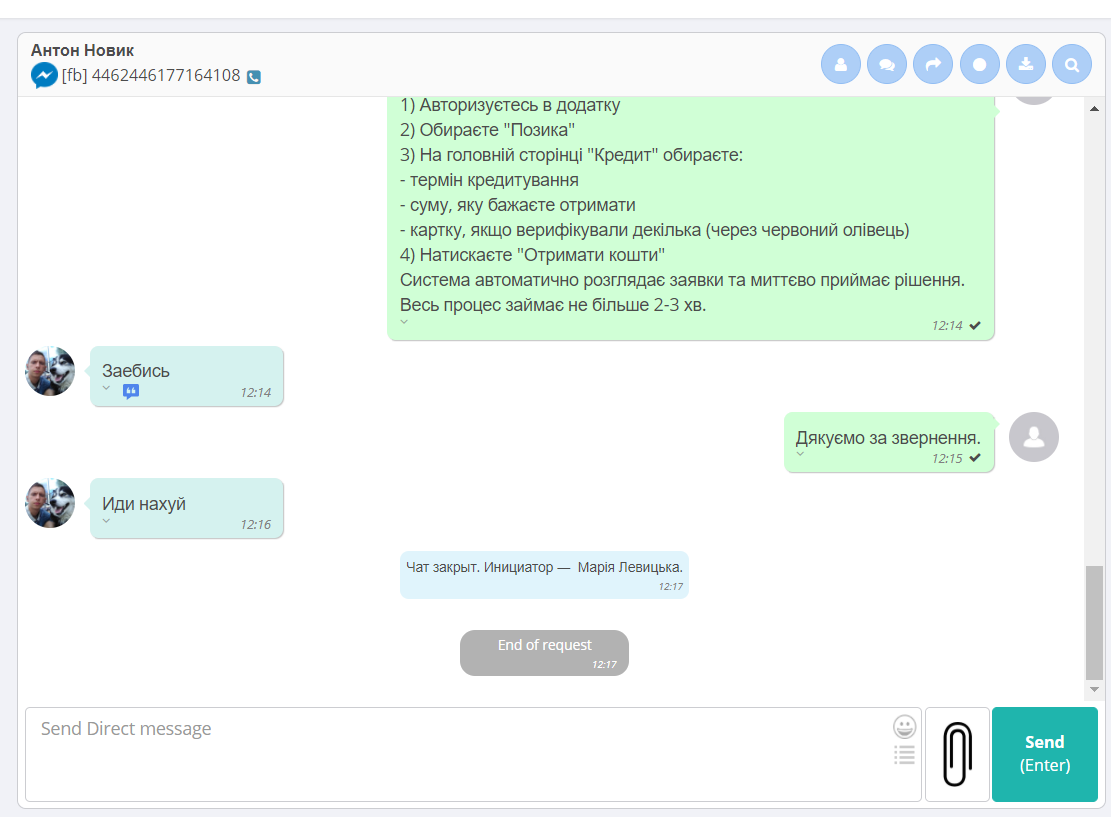 Антон Новик
[fb] 4462446177164108
1) Авторизуєтесь в додатку
2) Обираєте "Позика"
3) На головній сторінці "Кредит" обираєте:
- термін кредитування
- суму, яку бажаєте отримати
- картку, якщо верифікували декілька (через червоний олівець)
4) Натискаєте "Отримати кошти"
Система автоматично розглядає заявки та миттєво приймає рішення.
Весь процес займає не більше 2-3 хв.
12:14
Заебись
12:14
Дякуємо за звернення.
12:15
Иди нахуй
12:16
Чат закрыт. Инициатор — Марія Левицька.
12:17
End of request
12:17
Send Direct message
Send
(Enter)